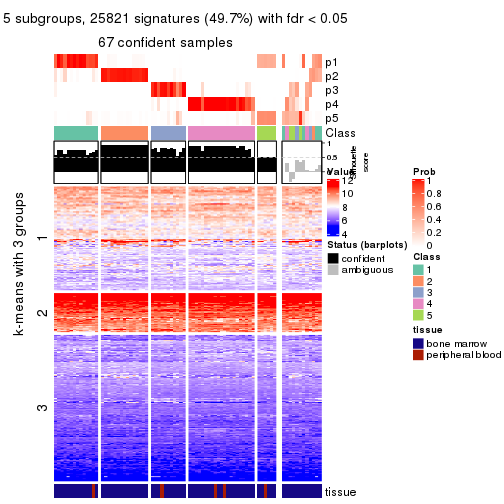 5 subgroups, 25821 signatures (49.7%) with fdr < 0.05
67 confident samples
p1
p2
p3
p4
p5
Class
1
0.5
0
silhouette
score
k-means with 3 groups
1
2
3
tissue
Value
12
10
8
6
4
Status (barplots)
confident
ambiguous
Prob
1
0.8
0.6
0.4
0.2
0
Class
1
2
3
4
5
tissue
bone marrow
peripheral blood